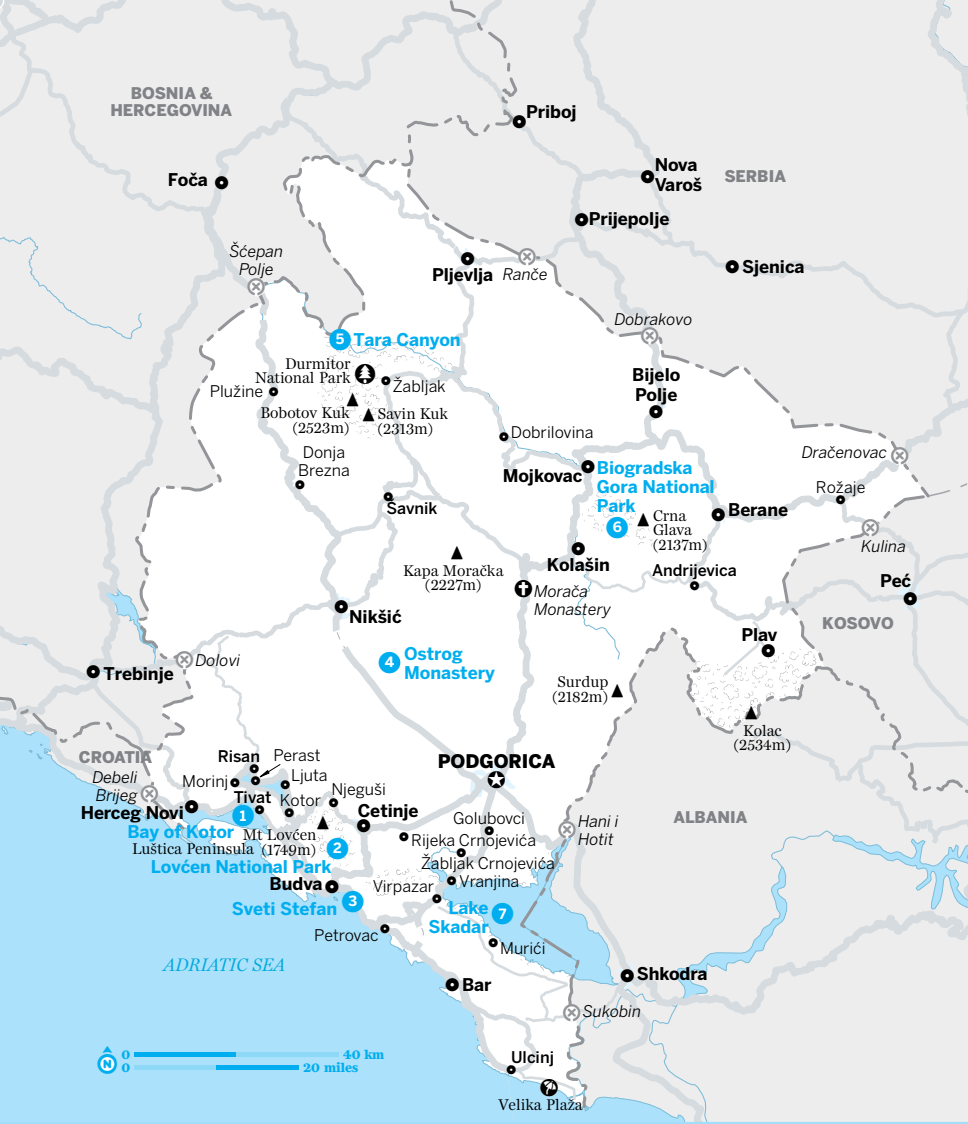 BOSNIA &
HERCEGOVINA
Priboj
Foča
Nova
Varoš
SERBIA
Prijepolje
Šćepan
Polje
Pljevlja
Ranče
Sjenica
Dobrakovo
5 Tara Canyon
Durmitor
National Park
Žabljak
Plužine
Bobotov Kuk
(2523m)
Savin Kuk
(2313m)
Bijelo
Polje
Dobrilovina
Donja
Brezna
Mojkovac
Biogradska
Gora National
Park
6
Dračenovac
Rožaje
Šavnik
Crna
Glava
(2137m)
Berane
Kulina
Kapa Moračka
(2227m)
Kolašin
Andrijevica
Peć
Morača
Monastery
Nikšić
KOSOVO
Plav
Dolovi
4 Ostrog
Monastery
Trebinje
Surdup
(2182m)
Kolac
(2534m)
CROATIA
Debeli
Brijeg
Risan
Perast
Morinj
Ljuta
PODGORICA
Tivat
Kotor
Njeguši
Herceg Novi
1
Bay of Kotor
Cetinje
Golubovci
Hani i
Hotit
ALBANIA
Mt Lovćen
(1749m)
Luštica Peninsula
2
Lovćen National Park
Rijeka Crnojevića
Žabljak Crnojevića
Budva
Virpazar
Vranjina
Sveti Stefan 3
Lake
Skadar
7
Petrovac
Murići
ADRIATIC SEA
Bar
Shkodra
Sukobin
N
0 40 km
0 20 miles
Ulcinj
Velika Plaža